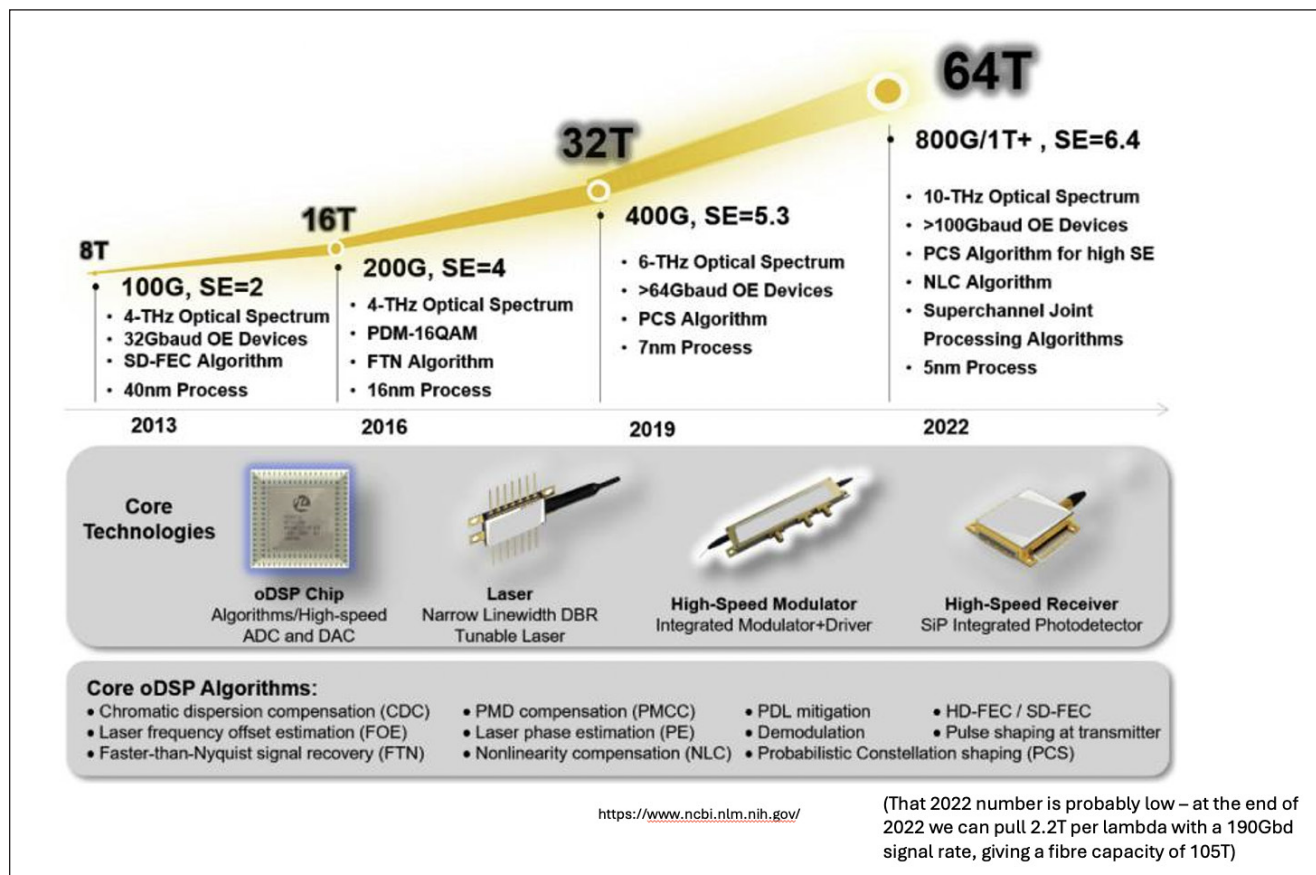 64T
32T
16T
8T
100G, SE=2
• 4-THz Optical Spectrum
• 32Gbaud OE Devices
• SD-FEC Algorithm
• 40nm Process
200G, SE=4
• 4-THz Optical Spectrum
• PDM-16QAM
• FTN Algorithm
• 16nm Process
400G, SE=5.3
• 6-THz Optical Spectrum
• >64Gbaud OE Devices
• PCS Algorithm
• 7nm Process
800G/1T+ , SE=6.4
• 10-THz Optical Spectrum
• >100Gbaud OE Devices
• PCS Algorithm for high SE
• NLC Algorithm
• Superchannel Joint
Processing Algorithms
• 5nm Process
2013 2016 2019 2022
Core
Technologies
oDSP Chip
Algorithms/High-speed
ADC and DAC
Laser
Narrow Linewidth DBR
Tunable Laser
High-Speed Modulator
Integrated Modulator+Driver
High-Speed Receiver
SiP Integrated Photodetector
Core oDSP Algorithms:
• Chromatic dispersion compensation (CDC)
• Laser frequency offset estimation (FOE)
• Faster-than-Nyquist signal recovery (FTN)
• PMD compensation (PMCC)
• Laser phase estimation (PE)
• Nonlinearity compensation (NLC)
• PDL mitigation
• Demodulation
• Probabilistic Constellation shaping (PCS)
• HD-FEC / SD-FEC
• Pulse shaping at transmitter
https://www.ncbi.nlm.nih.gov/
(That 2022 number is probably low – at the end of
2022 we can pull 2.2T per lambda with a 190Gbd
signal rate, giving a fibre capacity of 105T)